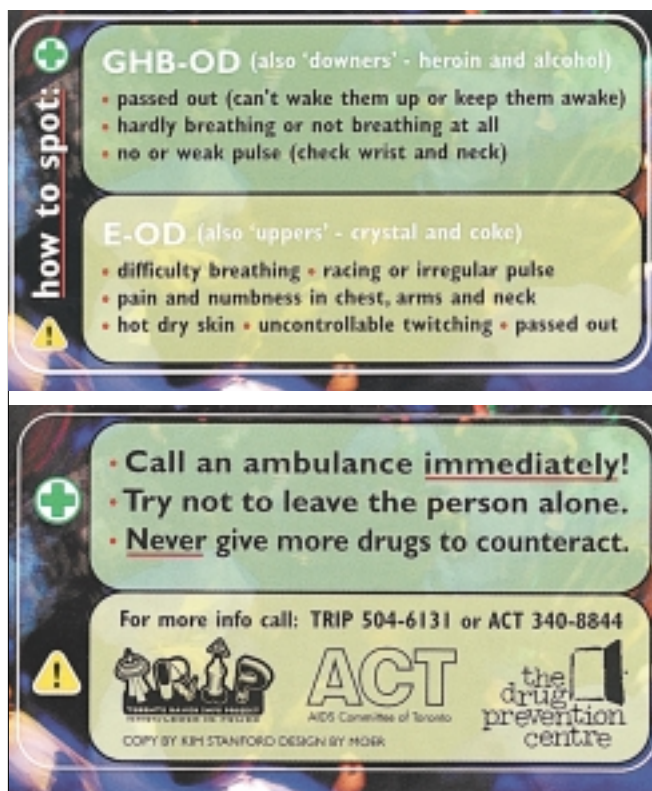 how to spot:
GHB-OD (also 'downers' - heroin and alcohol)
• passed out (can't wake them up or keep them awake)
• hardly breathing or not breathing at all
• no or weak pulse (check wrist and neck)
E-OD (also 'uppers' - crystal and coke)
• difficulty breathing • racing or irregular pulse
• pain and numbness in chest, arms and neck
• hot dry skin • uncontrollable twitching • passed out
• Call an ambulance immediately!
• Try not to leave the person alone.
• Never give more drugs to counteract.
For more info call: TRIP 504-6131 or ACT 340-8844
TRIP
TORONTO RAVER INFO PROJECT
ACT
AIDS Committee of Toronto
the
drug
prevention
centre
COPY BY KIM STANFORD DESIGN BY MOER